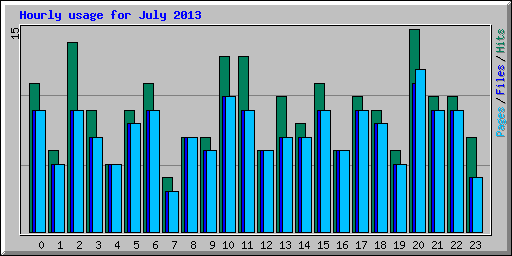 Hourly usage for July 2013
15
Pages / Files / Hits
0 1 2 3 4 5 6 7 8 9 10 11 12 13 14 15 16 17 18 19 20 21 22 23